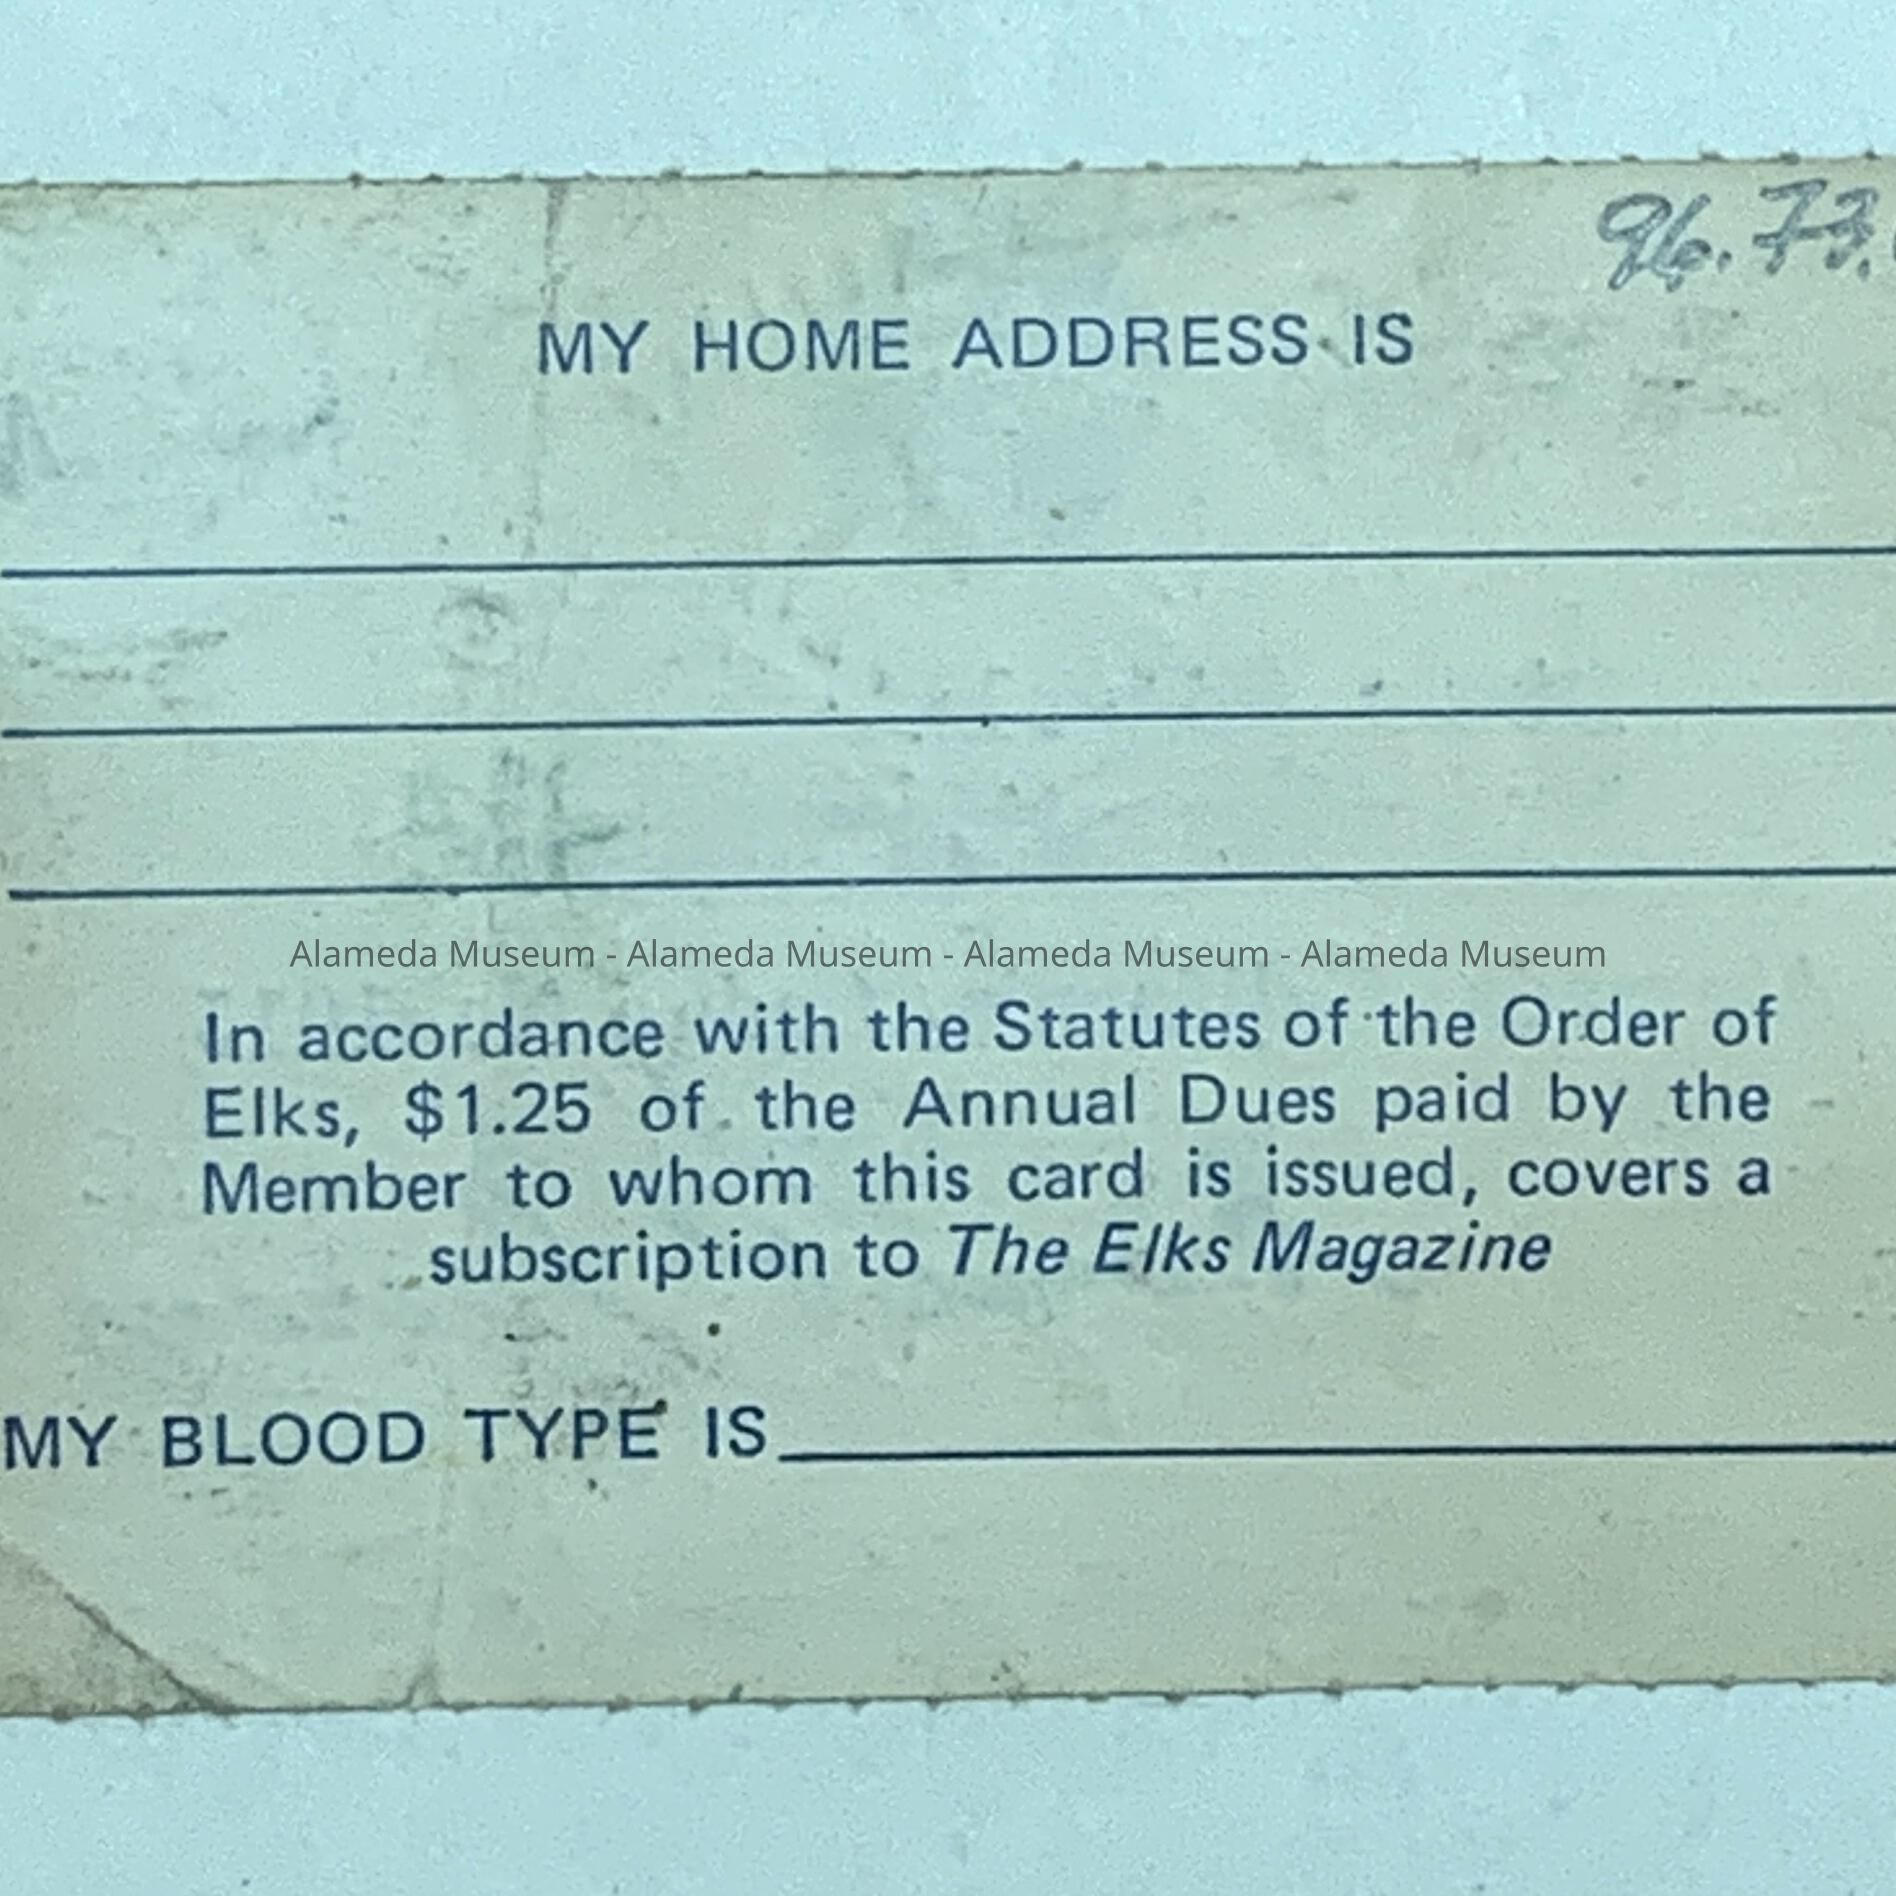 96.73.
MY HOME ADDRESS IS
Alameda Museum - Alameda Museum - Alameda Museum - Alameda Museum
In accordance with the Statutes of the Order of
Elks, $1.25 of the Annual Dues paid by the
Member to whom this card is issued, covers a
subscription to The Elks Magazine
MY BLOOD TYPE IS